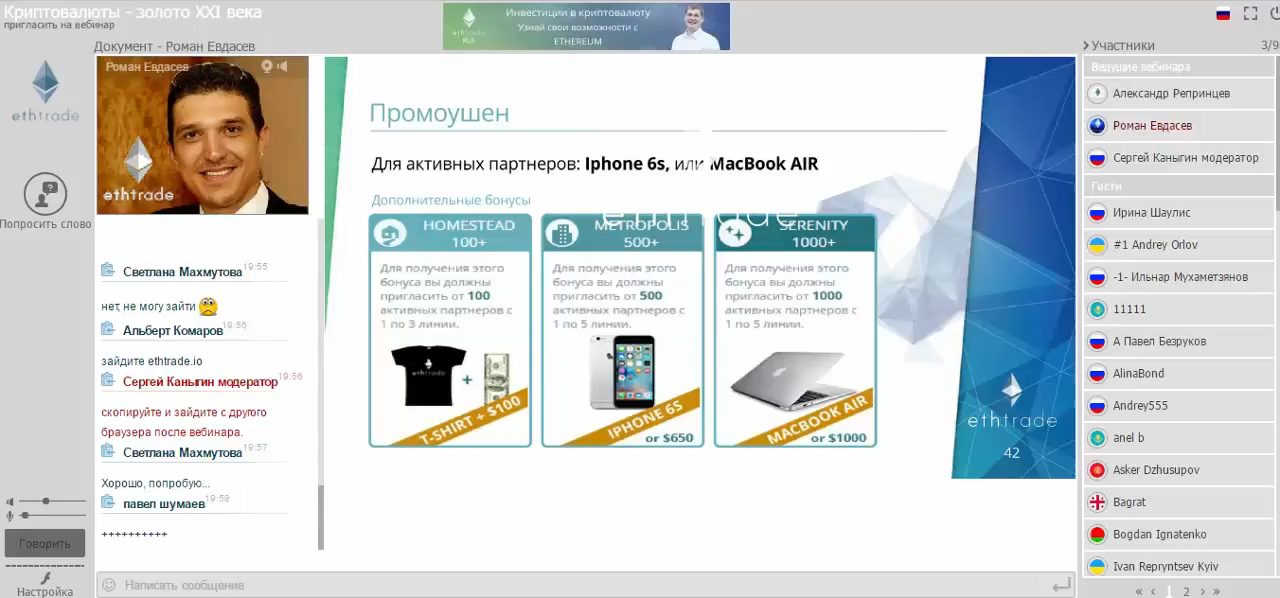 Криптовалюты - золото XXI века
пригласить на вебинар
Инвестиции в криптовалюту
Узнай свои возможности с
ETHEREUM
Документ - Роман Евдасев
Участники 3/9
ethtrade
Попросить слово
Говорить
Настройка
Роман Евдасев
ethtrade
Светлана Махмутова 19:55
нет, не могу зайти
Альберт Комаров 19:56
зайдите ethtrade.io
Сергей Каныгин модератор 19:56
скопируйте и зайдите с другого
браузера после вебинара.
Светлана Махмутова 19:57
Хорошо, попробую...
павел шумаев 19:58
++++++++++
Написать сообщение
Промоушен
Для активных партнеров: Iphone 6s, или MacBook AIR
Дополнительные бонусы
ethtrade
HOMESTEAD
100+
Для получения этого
бонуса вы должны
пригласить от 100
активных партнеров с
1 по 3 линии.
ethtrade
+
T-SHIRT + $100
METROPOLIS
500+
Для получения этого
бонуса вы должны
пригласить от 500
активных партнеров с
1 по 5 линии.
IPHONE 6S
or $650
SERENITY
1000+
Для получения этого
бонуса вы должны
пригласить от 1000
активных партнеров с
1 по 5 линии.
MACBOOK AIR
or $1000
ethtrade
42
Ведущие вебинара
Александр Репринцев
Роман Евдасев
Сергей Каныгин модератор
Гости
Ирина Шаулис
#1 Andrey Orlov
-1- Ильнар Мухаметзянов
11111
А Павел Безруков
AlinaBond
Andrey555
anel b
Asker Dzhusupov
Bagrat
Bogdan Ignatenko
Ivan Repryntsev Kyiv
« ‹ 1 2 › »